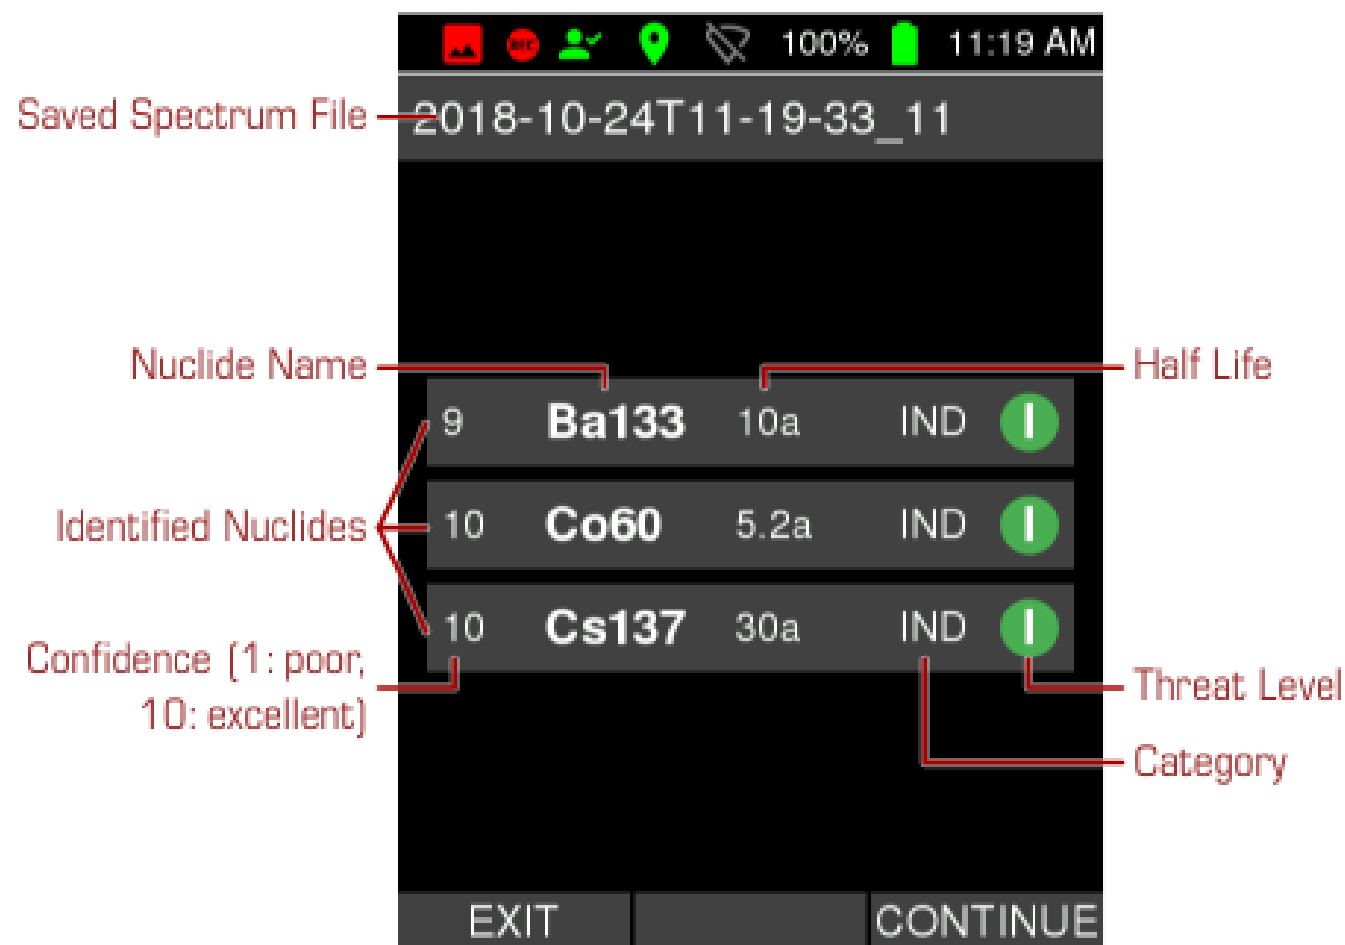 REC 100% 11:19 AM
Saved Spectrum File
2018-10-24T11-19-33_11
Nuclide Name
Half Life
9 Ba133 10a IND I
Identified Nuclides
10 Co60 5.2a IND I
10 Cs137 30a IND I
Confidence (1: poor,
10: excellent)
Threat Level
Category
EXIT CONTINUE